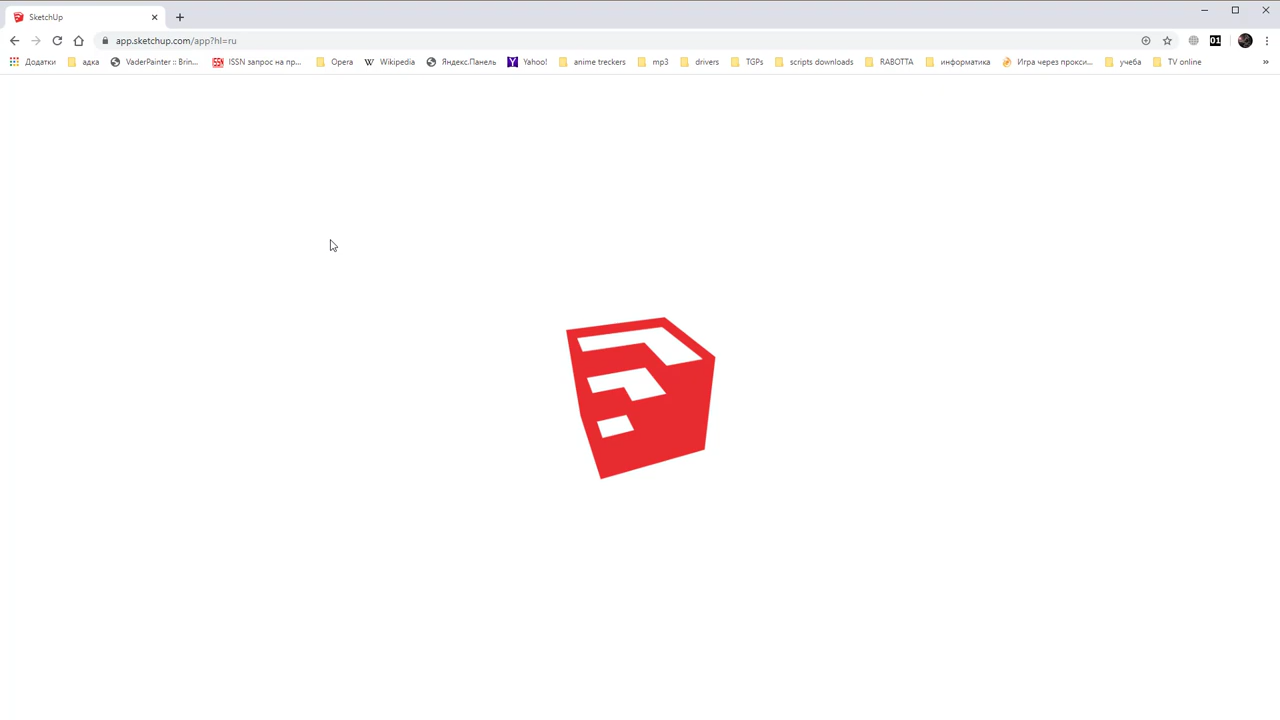 SketchUp
app.sketchup.com/app?hl=ru
01
Додатки адка VaderPainter :: Brin... ISSN запрос на пр... Opera Wikipedia Яндекс.Панель Yahoo! anime treckers mp3 drivers TGPs scripts downloads RABOTTA информатика Игра через прокси... учеба TV online »